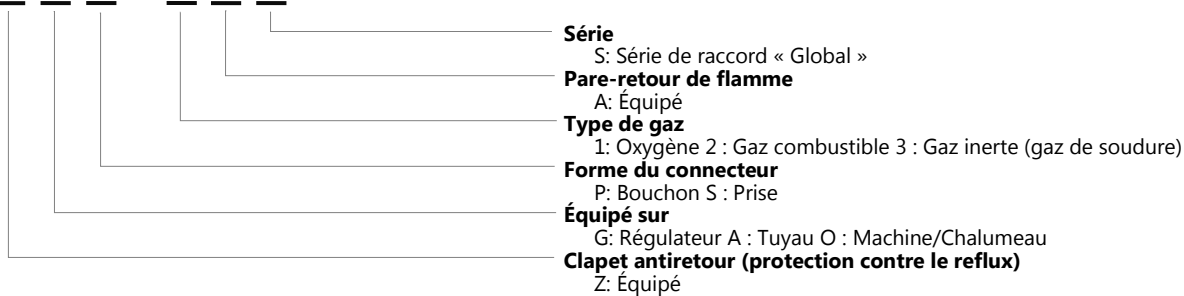 Série
S: Série de raccord « Global »
Pare-retour de flamme
A: Équipé
Type de gaz
1: Oxygène 2 : Gaz combustible 3 : Gaz inerte (gaz de soudure)
Forme du connecteur
P: Bouchon S : Prise
Équipé sur
G: Régulateur A : Tuyau O : Machine/Chalumeau
Clapet antiretour (protection contre le reflux)
Z: Équipé